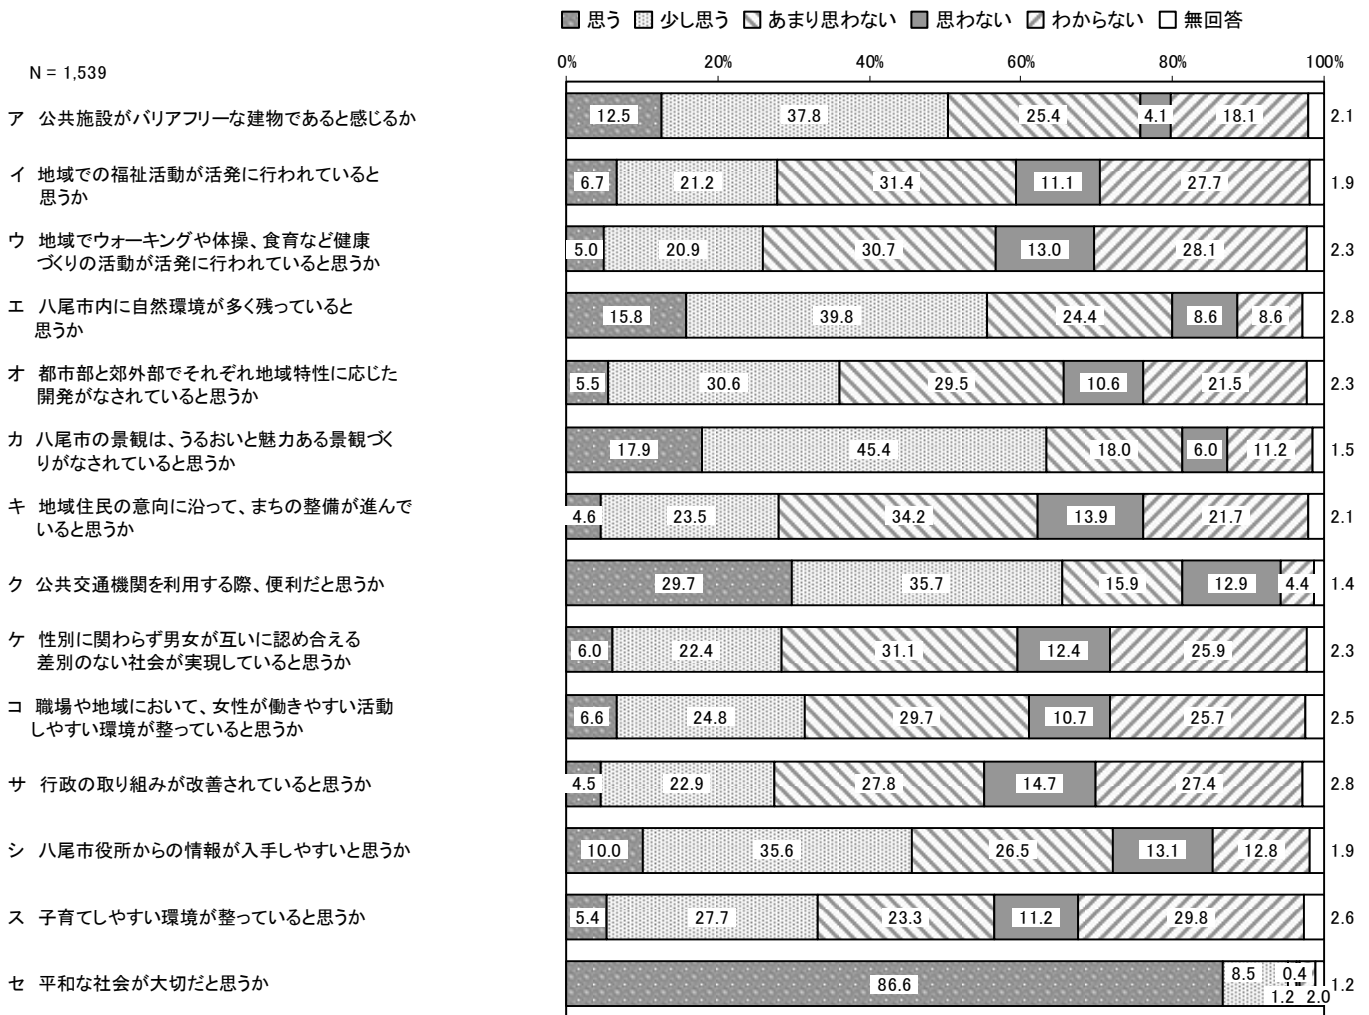 思う 少し思う あまり思わない 思わない わからない 無回答
N = 1,539
0% 20% 40% 60% 80% 100%
ア 公共施設がバリアフリーな建物であると感じるか 12.5 37.8 25.4 4.1 18.1 2.1
イ 地域での福祉活動が活発に行われていると
思うか 6.7 21.2 31.4 11.1 27.7 1.9
ウ 地域でウォーキングや体操、食育など健康
づくりの活動が活発に行われていると思うか 5.0 20.9 30.7 13.0 28.1 2.3
エ 八尾市内に自然環境が多く残っていると
思うか 15.8 39.8 24.4 8.6 8.6 2.8
オ 都市部と郊外部でそれぞれ地域特性に応じた
開発がなされていると思うか 5.5 30.6 29.5 10.6 21.5 2.3
カ 八尾市の景観は、うるおいと魅力ある景観づく
りがなされていると思うか 17.9 45.4 18.0 6.0 11.2 1.5
キ 地域住民の意向に沿って、まちの整備が進んで
いると思うか 4.6 23.5 34.2 13.9 21.7 2.1
ク 公共交通機関を利用する際、便利だと思うか 29.7 35.7 15.9 12.9 4.4 1.4
ケ 性別に関わらず男女が互いに認め合える
差別のない社会が実現していると思うか 6.0 22.4 31.1 12.4 25.9 2.3
コ 職場や地域において、女性が働きやすい活動
しやすい環境が整っていると思うか 6.6 24.8 29.7 10.7 25.7 2.5
サ 行政の取り組みが改善されていると思うか 4.5 22.9 27.8 14.7 27.4 2.8
シ 八尾市役所からの情報が入手しやすいと思うか 10.0 35.6 26.5 13.1 12.8 1.9
ス 子育てしやすい環境が整っていると思うか 5.4 27.7 23.3 11.2 29.8 2.6
セ 平和な社会が大切だと思うか 86.6 8.5 1.2 0.4 2.0 1.2